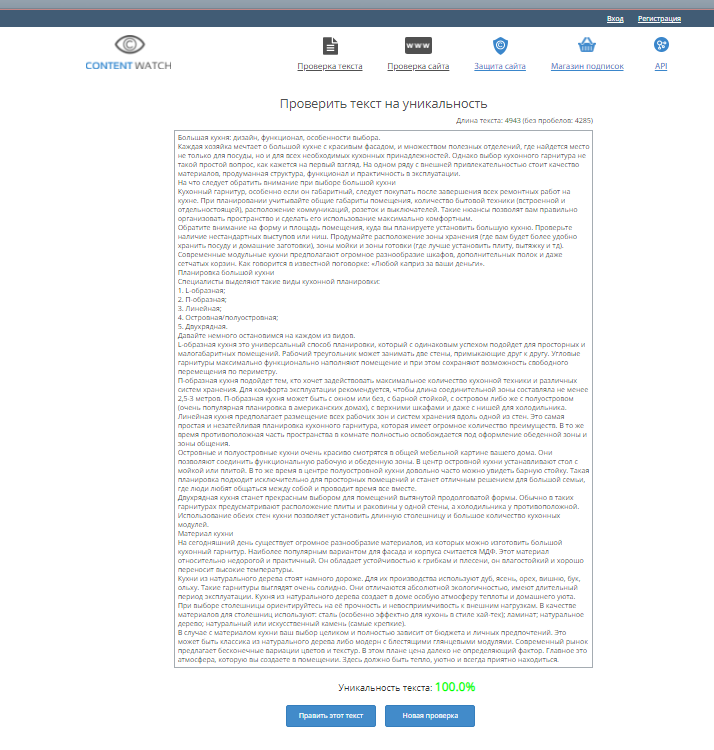 Вход Регистрация
CONTENT WATCH
WWW
Проверка текста Проверка сайта Защита сайта Магазин подписок API
Проверить текст на уникальность
Длина текста: 4943 (без пробелов: 4285)
Большая кухня: дизайн, функционал, особенности выбора.
Каждая хозяйка мечтает о большой кухне с красивым фасадом, и множеством полезных отделений, где найдется место
не только для посуды, но и для всех необходимых кухонных принадлежностей. Однако выбор кухонного гарнитура не
такой простой вопрос, как кажется на первый взгляд. На одном ряду с внешней привлекательностью стоит качество
материалов, продуманная структура, функционал и практичность в эксплуатации.
На что следует обратить внимание при выборе большой кухни
Кухонный гарнитур, особенно если он габаритный, следует покупать после завершения всех ремонтных работ на
кухне. При планировании учитывайте общие габариты помещения, количество бытовой техники (встроенной и
отдельностоящей), расположение коммуникаций, розеток и выключателей. Такие нюансы позволят вам правильно
организовать пространство и сделать его использование максимально комфортным.
Обратите внимание на форму и площадь помещения, куда вы планируете установить большую кухню. Проверьте
наличие нестандартных выступов или ниш. Продумайте расположение зоны хранения (где вам будет более удобно
хранить посуду и домашние заготовки), зоны мойки и зоны готовки (где лучше установить плиту, вытяжку и тд).
Современные модульные кухни предполагают огромное разнообразие шкафов, дополнительных полок и даже
сетчатых корзин. Как говорится в известной поговорке: «Любой каприз за ваши деньги».
Планировка большой кухни
Специалисты выделяют такие виды кухонной планировки:
1. L-образная;
2. П-образная;
3. Линейная;
4. Островная/полуостровная;
5. Двухрядная.
Давайте немного остановимся на каждом из видов.
L-образная кухня это универсальный способ планировки, который с одинаковым успехом подойдет для просторных и
малогабаритных помещений. Рабочий треугольник может занимать две стены, примыкающие друг к другу. Угловые
гарнитуры максимально функционально наполняют помещение и при этом сохраняют возможность свободного
перемещения по периметру.
П-образная кухня подойдет тем, кто хочет задействовать максимальное количество кухонной техники и различных
систем хранения. Для комфорта эксплуатации рекомендуется, чтобы длина соединительной зоны составляла не менее
2,5-3 метров. П-образная кухня может быть с окном или без, с барной стойкой, с островом либо же с полуостровом
(очень популярная планировка в американских домах), с верхними шкафами и даже с нишей для холодильника.
Линейная кухня предполагает размещение всех рабочих зон и систем хранения вдоль одной из стен. Это самая
простая и незатейливая планировка кухонного гарнитура, которая имеет огромное количество преимуществ. В то же
время противоположная часть пространства в комнате полностью освобождается под оформление обеденной зоны и
зоны общения.
Островные и полуостровные кухни очень красиво смотрятся в общей мебельной картине вашего дома. Они
позволяют соединить функциональную рабочую и обеденную зоны. В центр островной кухни устанавливают стол с
мойкой или плитой. В то же время в центре полуостровной кухни довольно часто можно увидеть барную стойку. Такая
планировка подходит исключительно для просторных помещений и станет отличным решением для большой семьи,
где люди любят общаться между собой и проводит время все вместе.
Двухрядная кухня станет прекрасным выбором для помещений вытянутой продолговатой формы. Обычно в таких
гарнитурах предусматривают расположение плиты и раковины у одной стены, а холодильника у противоположной.
Использование обеих стен кухни позволяет установить длинную столешницу и большое количество кухонных
модулей.
Материал кухни
На сегодняшний день существует огромное разнообразие материалов, из которых можно изготовить большой
кухонный гарнитур. Наиболее популярным вариантом для фасада и корпуса считается МДФ. Этот материал
относительно недорогой и практичный. Он обладает устойчивостью к грибкам и плесени, он влагостойкий и хорошо
переносит высокие температуры.
Кухни из натурального дерева стоят намного дороже. Для их производства используют дуб, ясень, орех, вишню, бук,
ольху. Такие гарнитуры выглядят очень солидно. Они отличаются абсолютной экологичностью, имеют длительный
период эксплуатации. Кухня из натурального дерева создает в доме особую атмосферу теплоты и домашнего уюта.
При выборе столешницы ориентируйтесь на её прочность и невосприимчивость к внешним нагрузкам. В качестве
материалов для столешниц используют: сталь (особенно эффектно для кухонь в стиле хай-тек); ламинат; натуральное
дерево; натуральный или искусственный камень (самые крепкие).
В случае с материалом кухни ваш выбор целиком и полностью зависит от бюджета и личных предпочтений. Это
может быть классика из натурального дерева либо модерн с блестящими глянцевыми модулями. Современный рынок
предлагает бесконечные вариации цветов и текстур. В этом плане цена далеко не определяющий фактор. Главное это
атмосфера, которую вы создаете в помещении. Здесь должно быть тепло, уютно и всегда приятно находиться.
Уникальность текста: 100.0%
Править этот текст Новая проверка